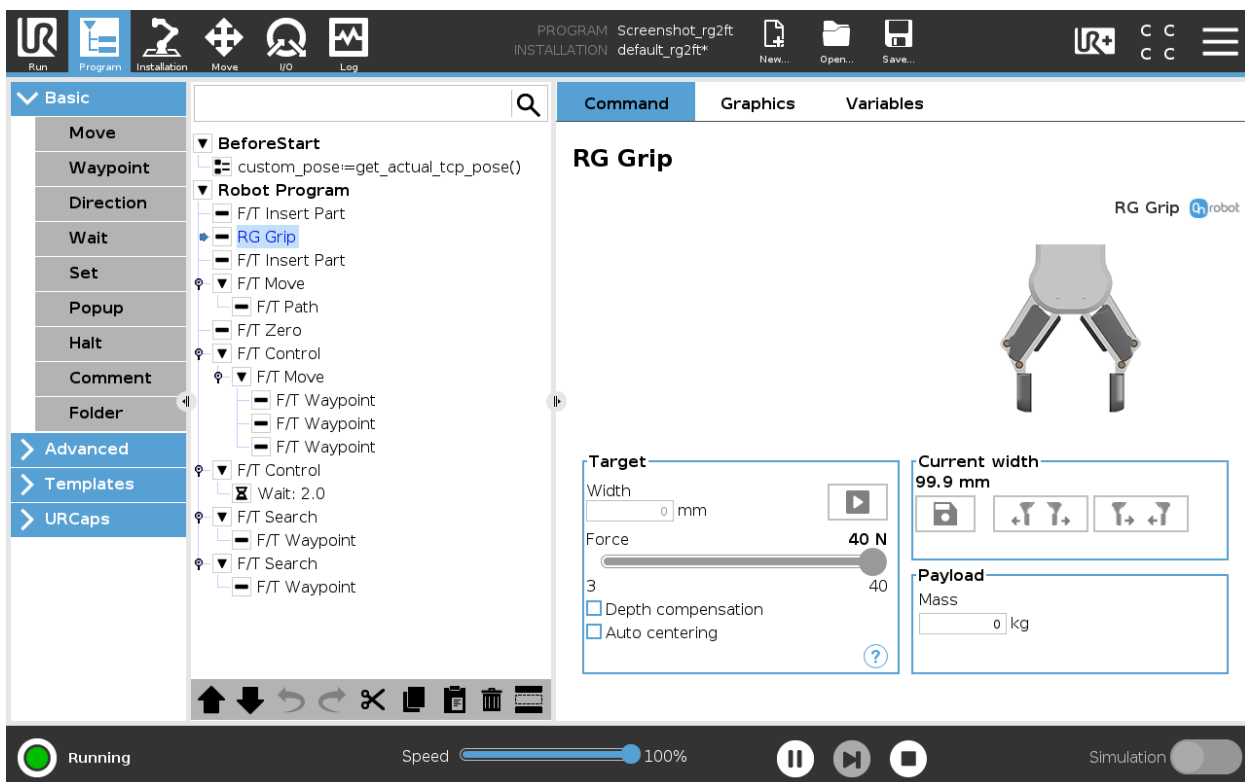 PROGRAM Screenshot_rg2ft
INSTALLATION default_rg2ft*
Run Program Installation Move I/O Log New... Open... Save...
UR+ C C
C C
Basic
Move
Waypoint
Direction
Wait
Set
Popup
Halt
Comment
Folder
Advanced
Templates
URCaps
BeforeStart
custom_pose:=get_actual_tcp_pose()
Robot Program
F/T Insert Part
RG Grip
F/T Insert Part
F/T Move
F/T Path
F/T Zero
F/T Control
F/T Move
F/T Waypoint
F/T Waypoint
F/T Waypoint
F/T Control
Wait: 2.0
F/T Search
F/T Waypoint
F/T Search
F/T Waypoint
Command Graphics Variables
RG Grip
RG Grip On robot
Target
Width
0 mm
Force 40 N
3 40
Depth compensation
Auto centering
?
Current width
99.9 mm
Payload
Mass
0 kg
Running Speed 100% Simulation